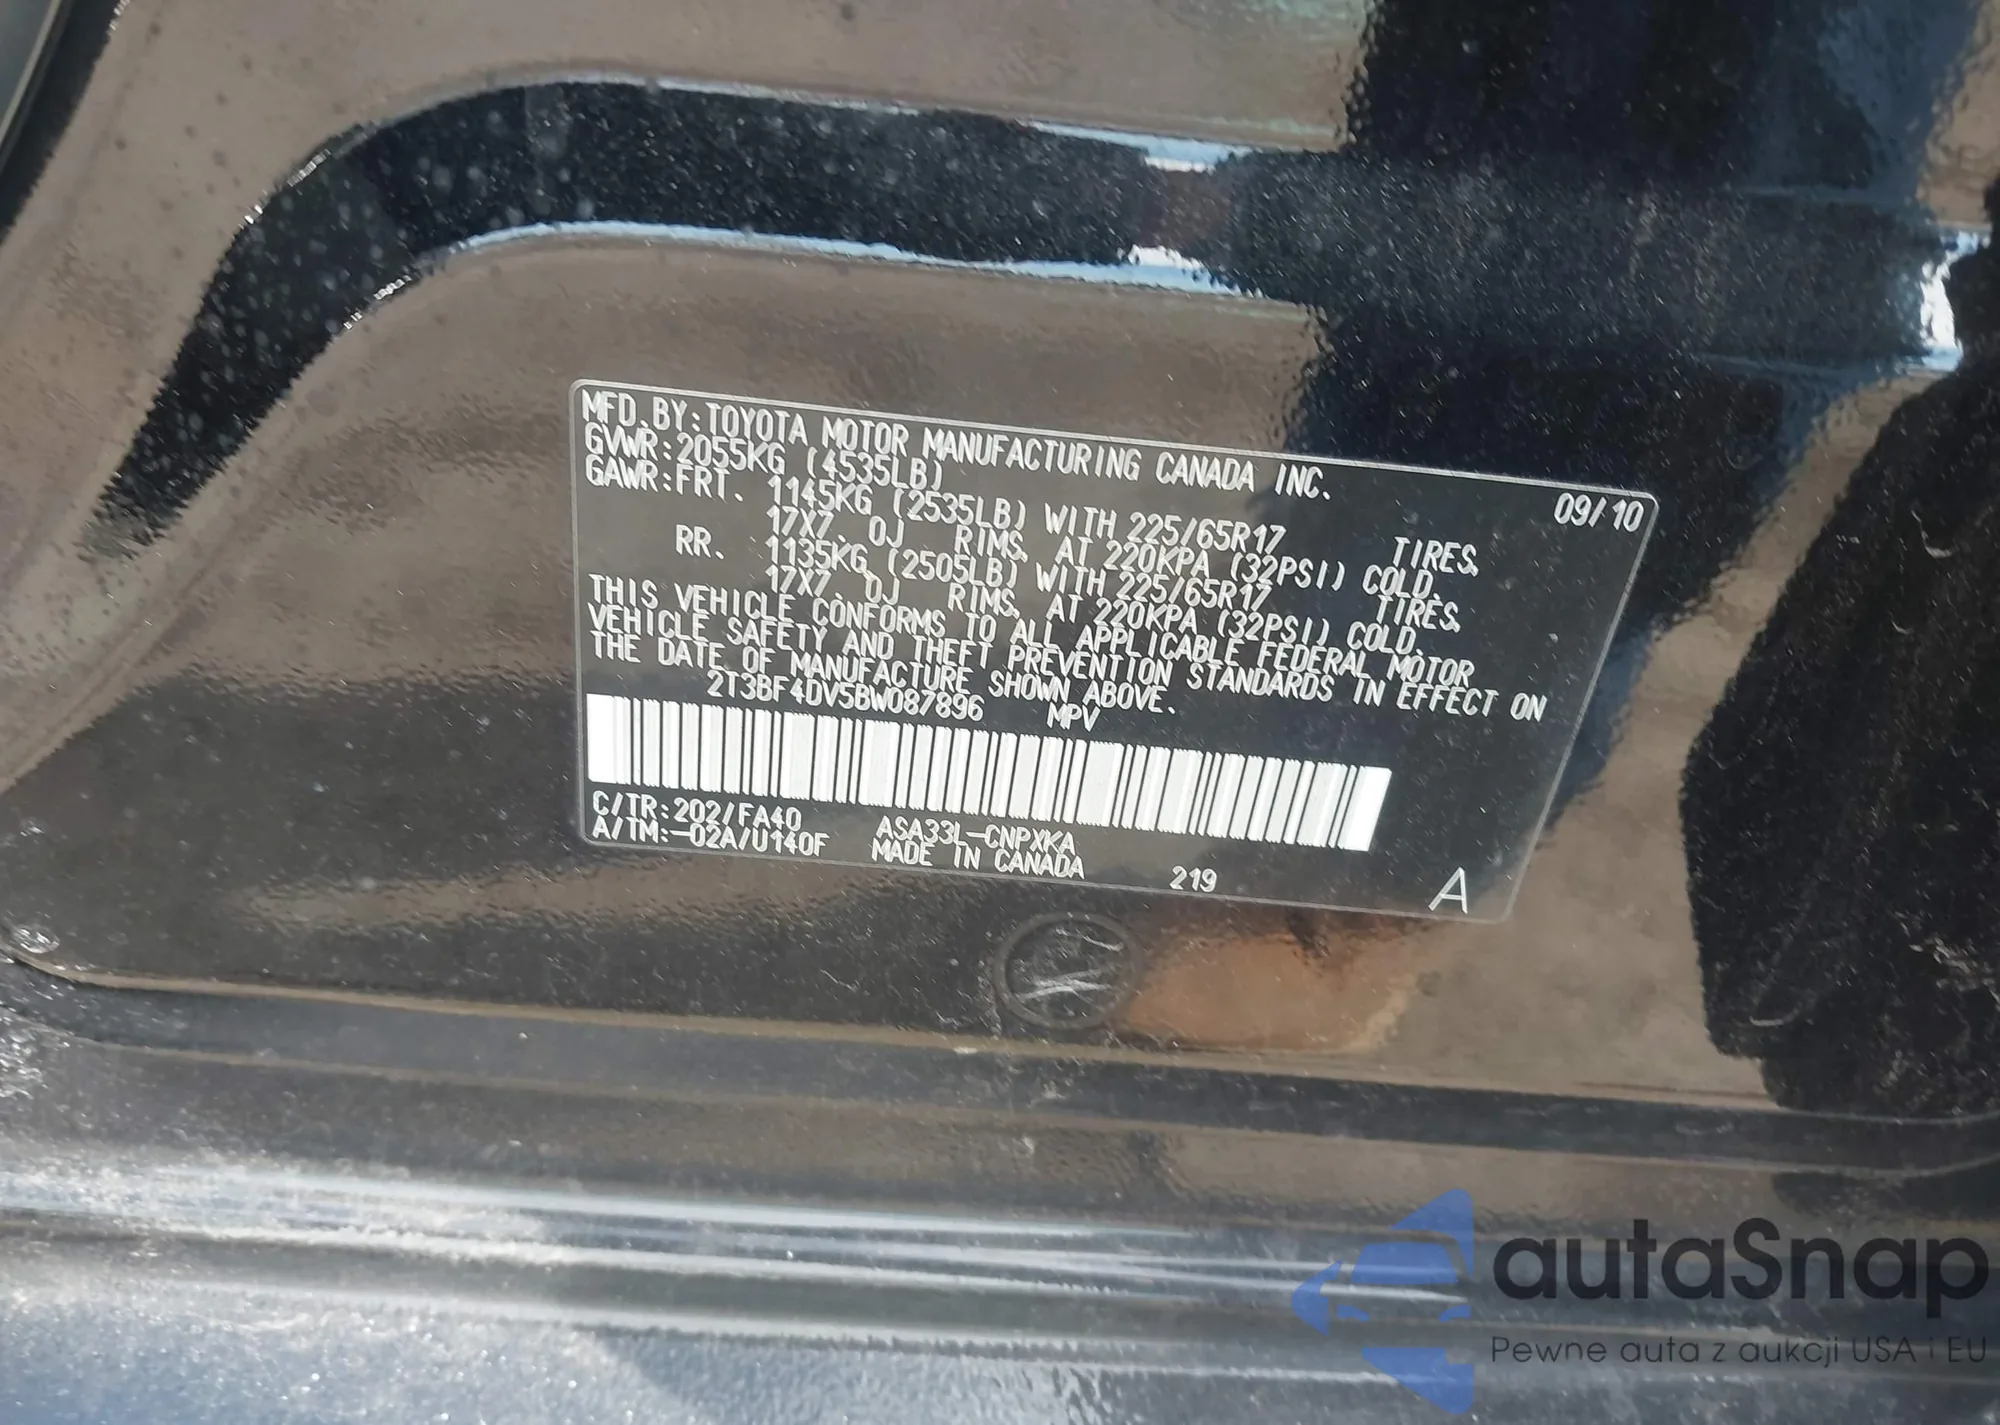 MFD. BY: TOYOTA MOTOR MANUFACTURING CANADA INC. 09/10
GVWR: 2055KG (4535LB)
GAWR: FRT. 1145KG (2535LB) WITH 225/65R17 TIRES,
17X7.0J RIMS, AT 220KPA (32PSI) COLD.
RR. 1135KG (2505LB) WITH 225/65R17 TIRES,
17X7.0J RIMS, AT 220KPA (32PSI) COLD.
THIS VEHICLE CONFORMS TO ALL APPLICABLE FEDERAL MOTOR
VEHICLE SAFETY AND THEFT PREVENTION STANDARDS IN EFFECT ON
THE DATE OF MANUFACTURE SHOWN ABOVE.
2T3BF4DV5BW087896 MPV
C/TR: 202/FA40 ASA33L-CNPXKA
A/TM: -02A/U140F MADE IN CANADA 219 A
autaSnap
Pewne auta z aukcji USA i EU